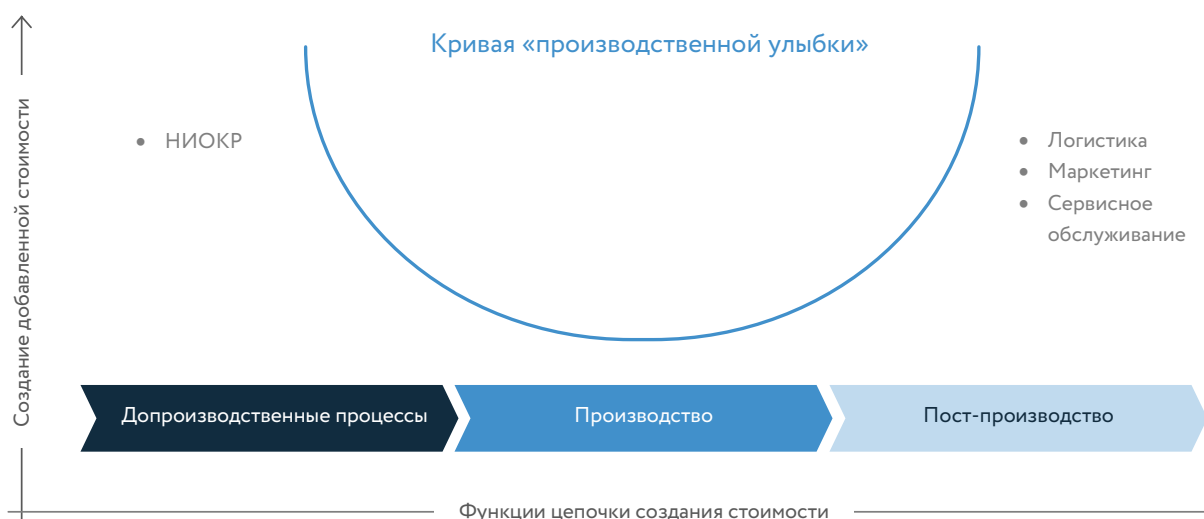 Кривая «производственной улыбки»
Создание добавленной стоимости
• НИОКР
• Логистика
• Маркетинг
• Сервисное
обслуживание
Допроизводственные процессы
Производство
Пост-производство
Функции цепочки создания стоимости